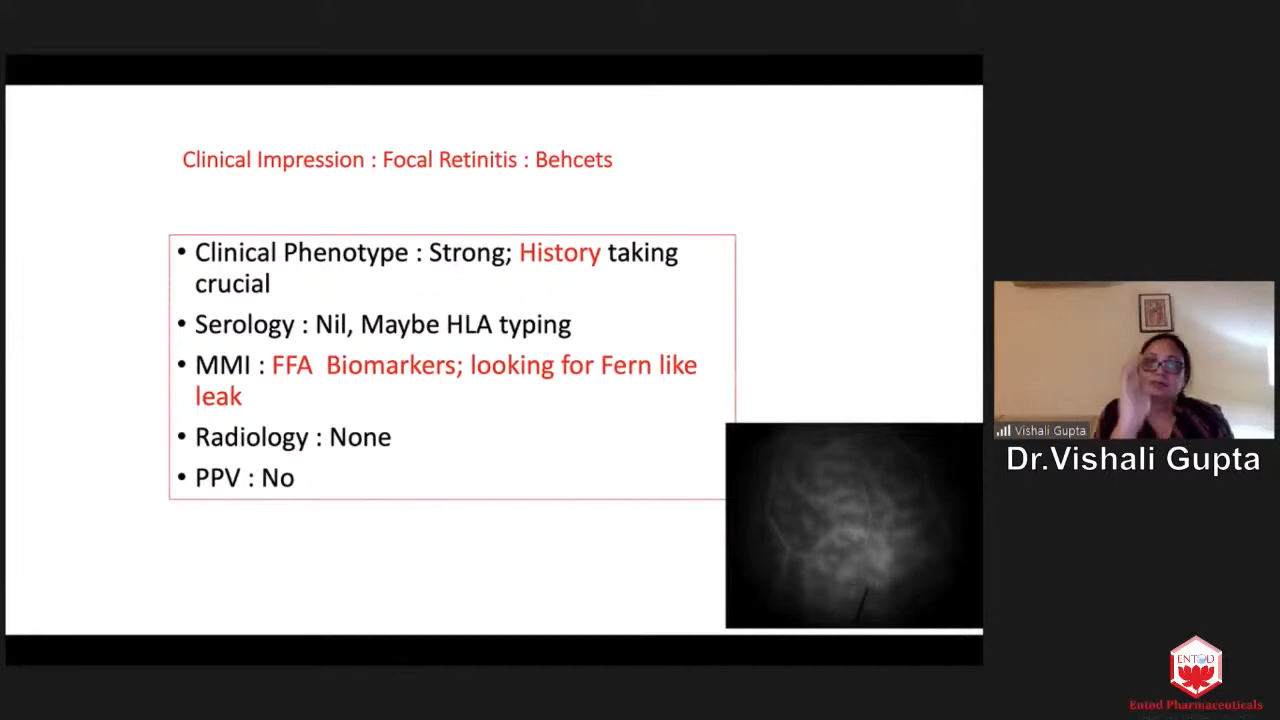 Clinical Impression : Focal Retinitis : Behcets
• Clinical Phenotype : Strong; History taking
crucial
• Serology : Nil, Maybe HLA typing
• MMI : FFA Biomarkers; looking for Fern like
leak
• Radiology : None
• PPV : No
Vishali Gupta
Dr.Vishali Gupta
ENTOD
Entod Pharmaceuticals